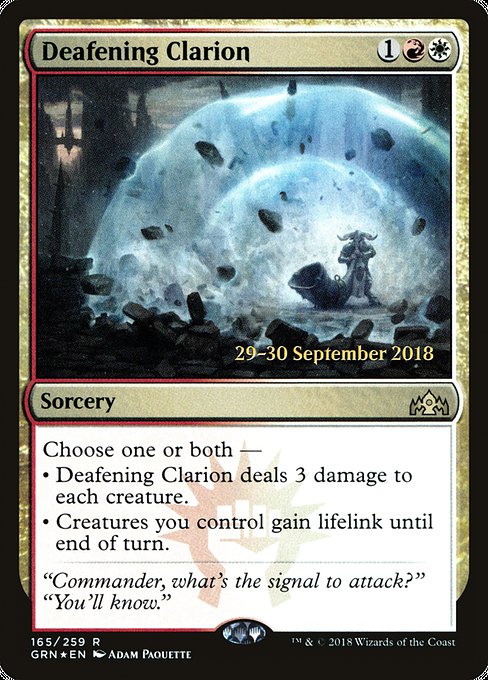 Deafening Clarion 1
29–30 September 2018
Sorcery
Choose one or both —
• Deafening Clarion deals 3 damage to
each creature.
• Creatures you control gain lifelink until
end of turn.
“Commander, what’s the signal to attack?”
“You’ll know.”
165/259 R
GRN★EN Adam Paquette
™ & © 2018 Wizards of the Coast